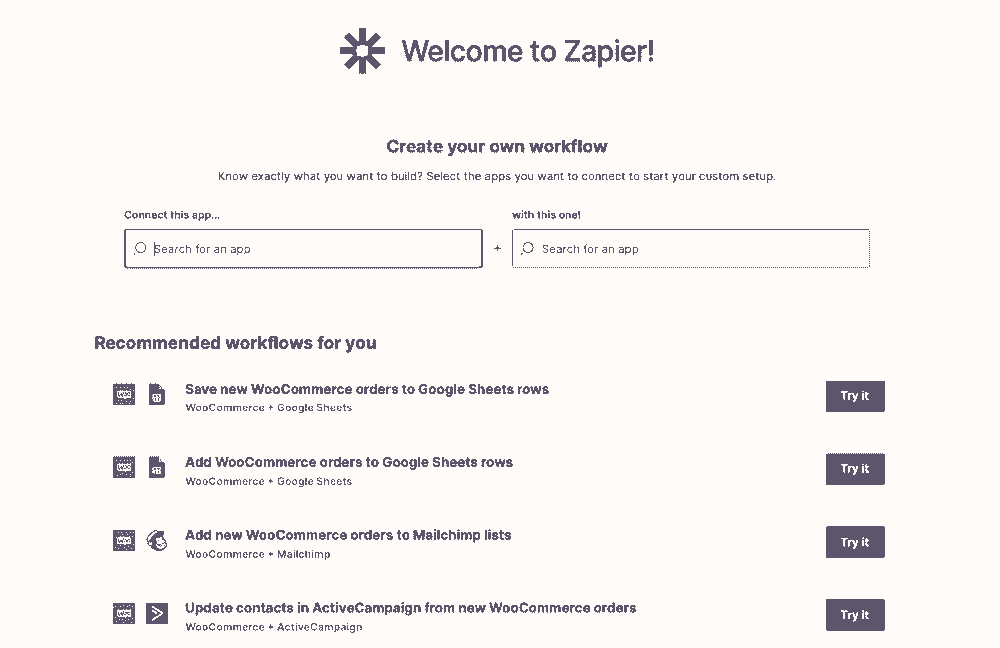 Welcome to Zapier!
Create your own workflow
Know exactly what you want to build? Select the apps you want to connect to start your custom setup.
Connect this app...
with this one!
Search for an app
+
Search for an app
Recommended workflows for you
Save new WooCommerce orders to Google Sheets rows
WooCommerce + Google Sheets
Try it
Add WooCommerce orders to Google Sheets rows
WooCommerce + Google Sheets
Try it
Add new WooCommerce orders to Mailchimp lists
WooCommerce + Mailchimp
Try it
Update contacts in ActiveCampaign from new WooCommerce orders
WooCommerce + ActiveCampaign
Try it